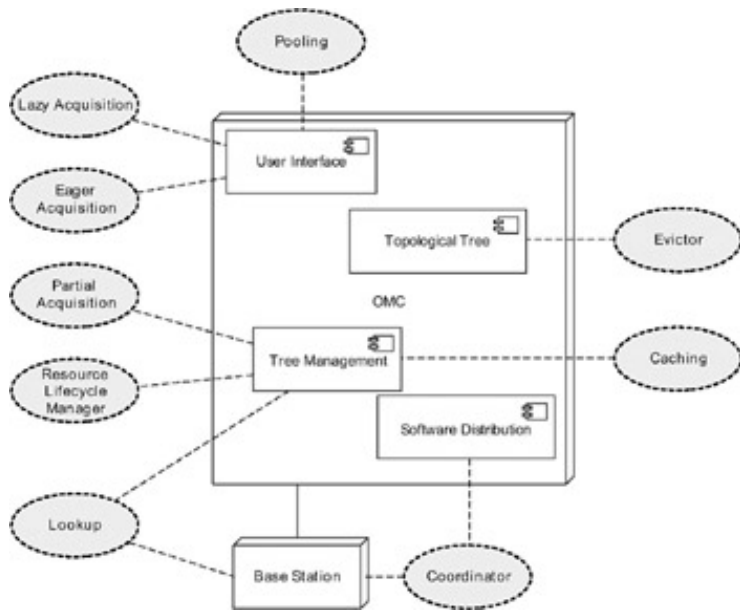 Pooling
Lazy Acquisition
User Interface
Eager
Acquisition
Topological Tree
Evictor
Partial
Acquisition
OMC
Tree Management
Caching
Resource
Lifecycle
Manager
Software Distribution
Lookup
Base Station
Coordinator